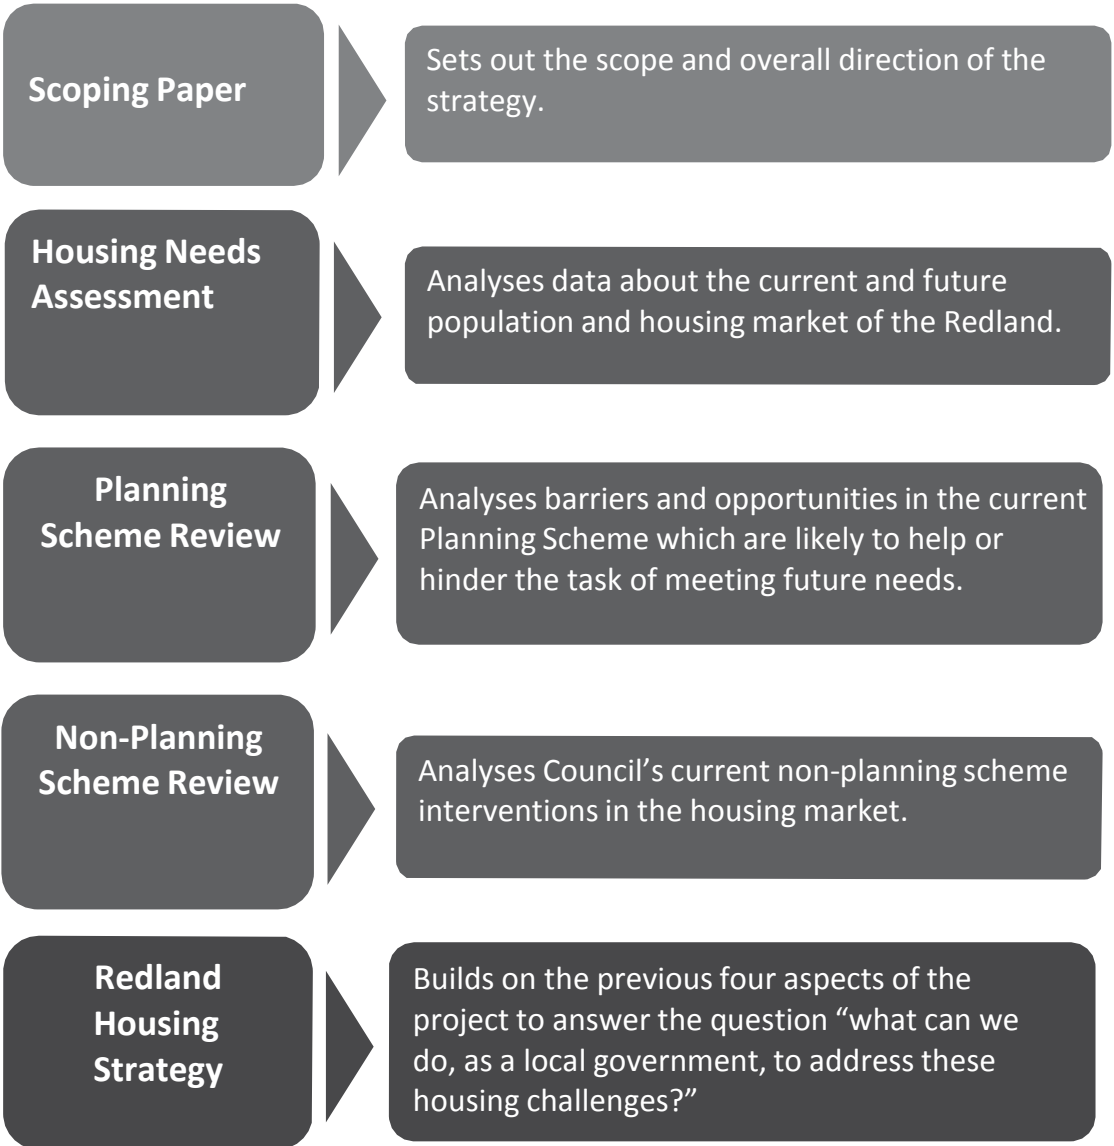 Scoping Paper
Sets out the scope and overall direction of the
strategy.
Housing Needs
Assessment
Analyses data about the current and future
population and housing market of the Redland.
Planning
Scheme Review
Analyses barriers and opportunities in the current
Planning Scheme which are likely to help or
hinder the task of meeting future needs.
Non-Planning
Scheme Review
Analyses Council’s current non-planning scheme
interventions in the housing market.
Redland
Housing
Strategy
Builds on the previous four aspects of the
project to answer the question “what can we
do, as a local government, to address these
housing challenges?”